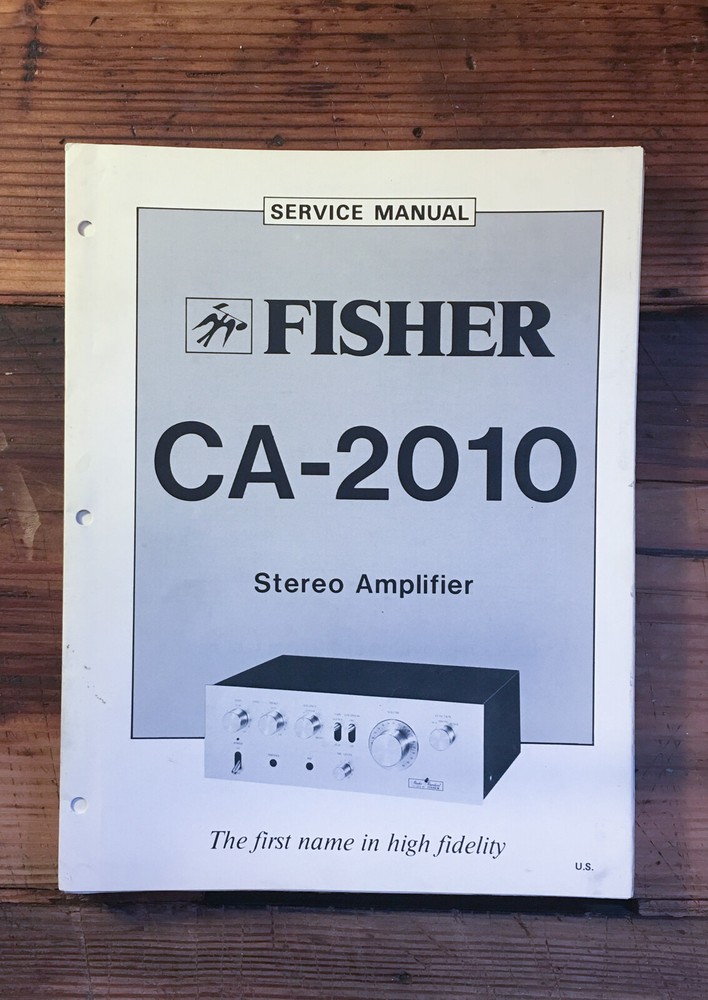 SERVICE MANUAL
FISHER
CA-2010
Stereo Amplifier
The first name in high fidelity
U.S.